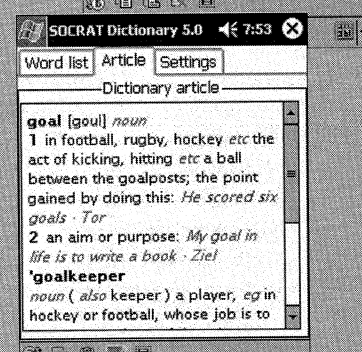 SOCRAT Dictionary 5.0 7:53
Word list Article Settings
Dictionary article
goal [goul] noun
1 in football, rugby, hockey etc the
act of kicking, hitting etc a ball
between the goalposts; the point
gained by doing this: He scored six
goals · Tor
2 an aim or purpose: My goal in
life is to write a book · Ziel
'goalkeeper
noun ( also keeper ) a player, eg in
hockey or football, whose job is to